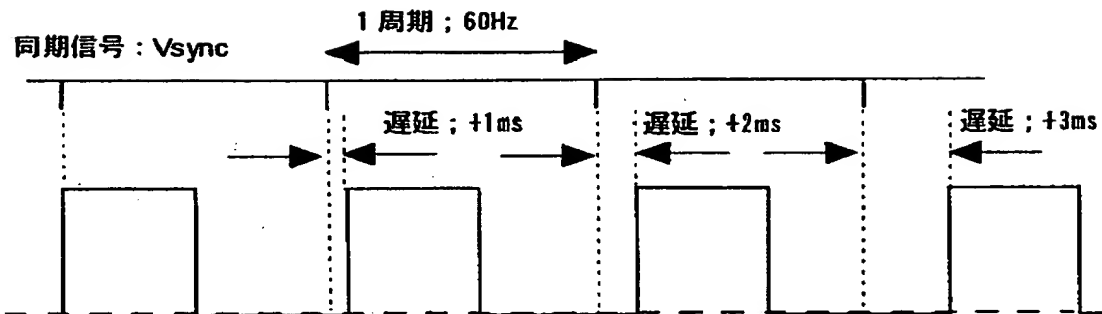 1 周期 ; 60Hz
同期信号 : Vsync
遅延 ; +1ms
遅延 ; +2ms
遅延 ; +3ms